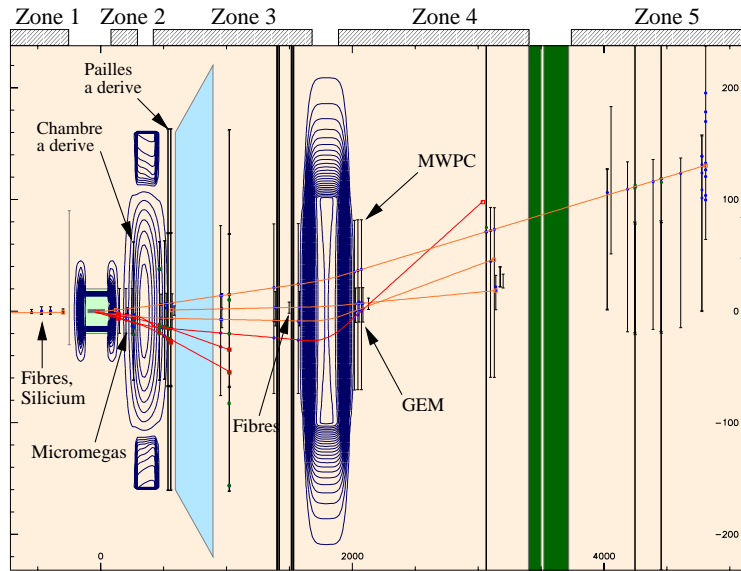 Zone 1 Zone 2 Zone 3 Zone 4 Zone 5
Pailles
a derive
Chambre
a derive
MWPC
Fibres,
Silicium
Micromegas
Fibres
GEM
200
100
0
−100
−200
0 2000 4000